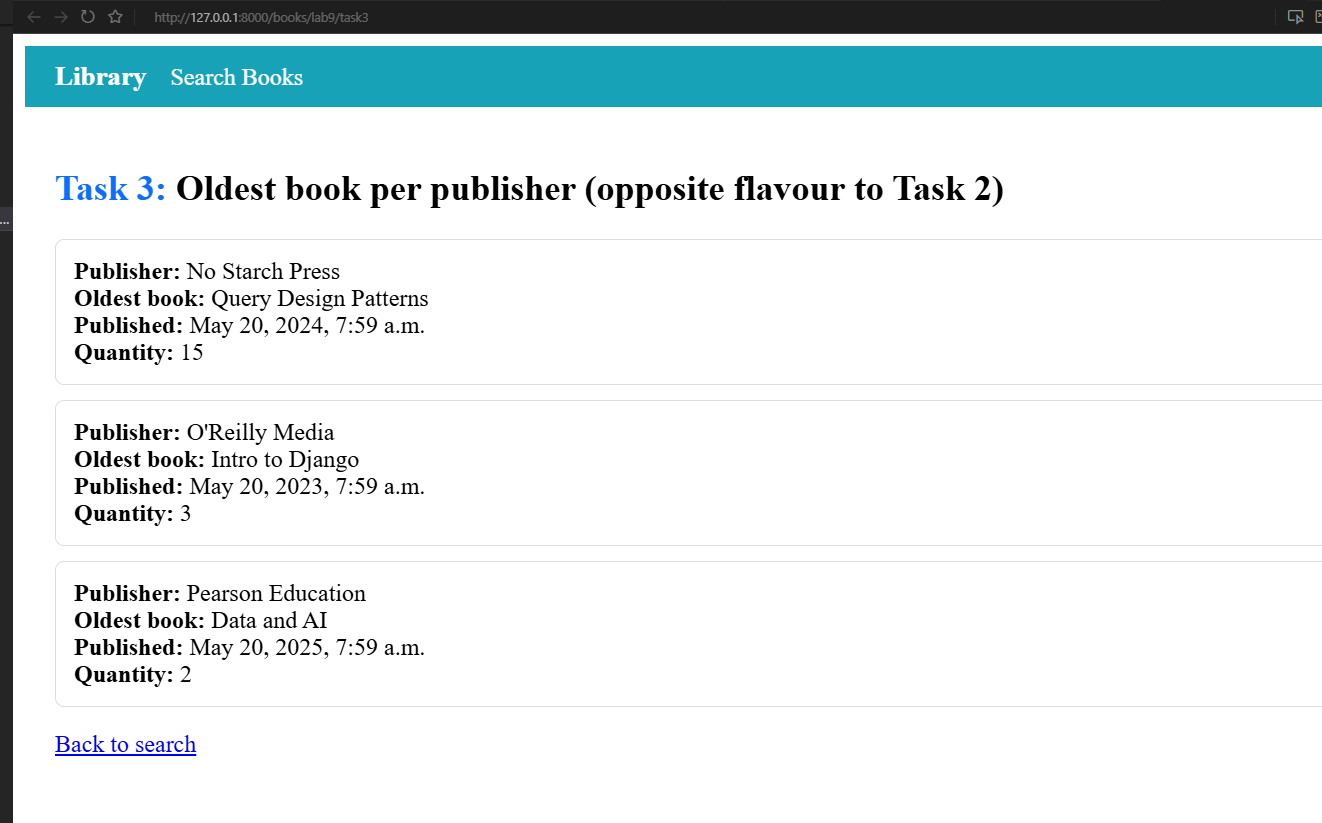 http://127.0.0.1:8000/books/lab9/task3
Library Search Books
Task 3: Oldest book per publisher (opposite flavour to Task 2)
Publisher: No Starch Press
Oldest book: Query Design Patterns
Published: May 20, 2024, 7:59 a.m.
Quantity: 15
Publisher: O'Reilly Media
Oldest book: Intro to Django
Published: May 20, 2023, 7:59 a.m.
Quantity: 3
Publisher: Pearson Education
Oldest book: Data and AI
Published: May 20, 2025, 7:59 a.m.
Quantity: 2
Back to search